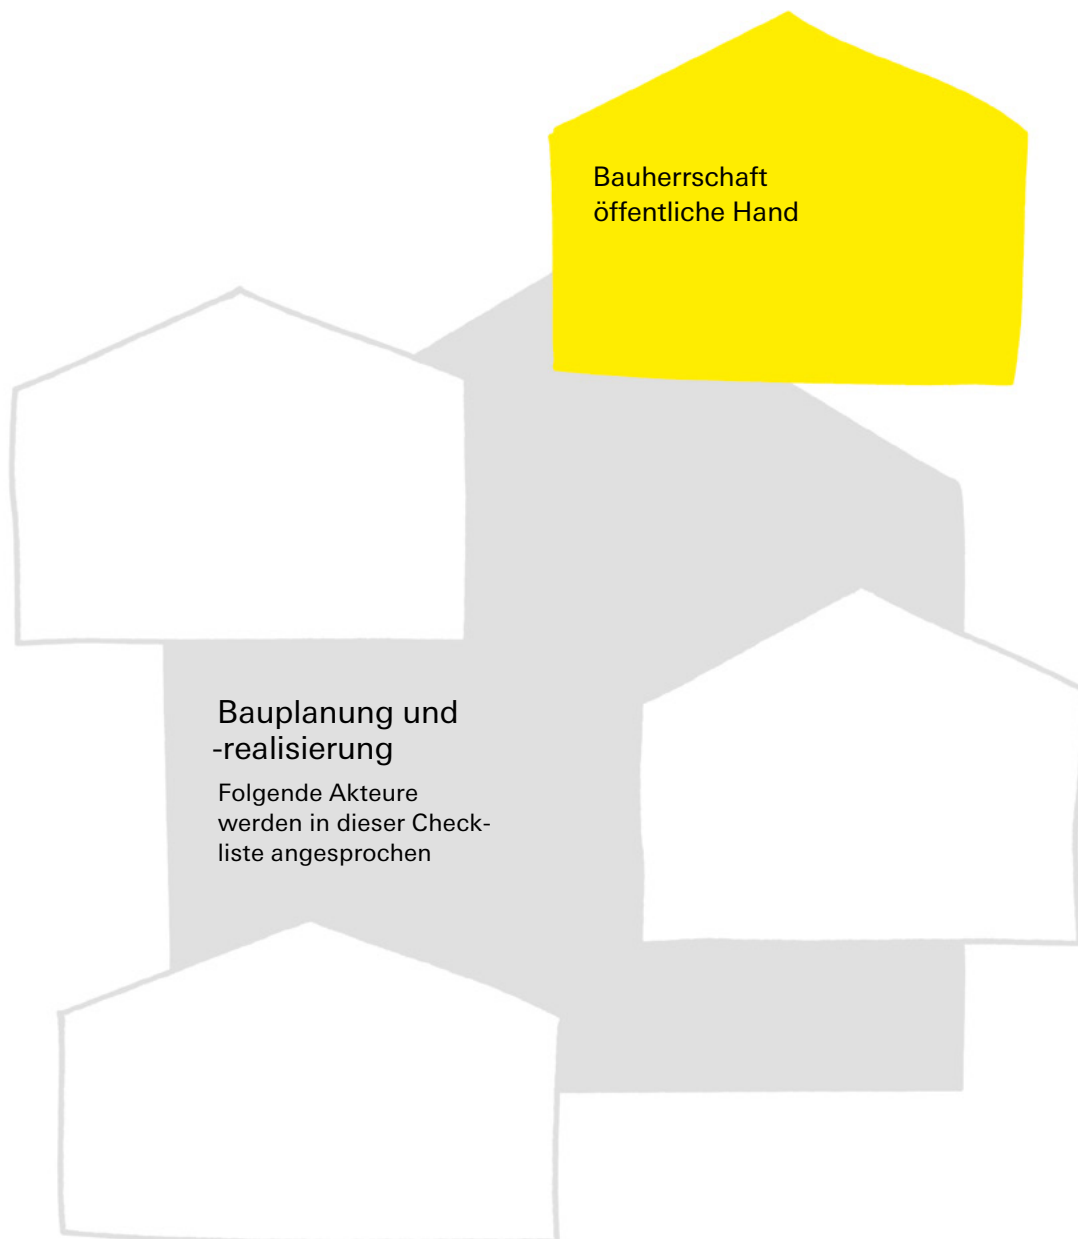 Bauherrschaft
öffentliche Hand
Bauplanung und
-realisierung
Folgende Akteure
werden in dieser Check-
liste angesprochen